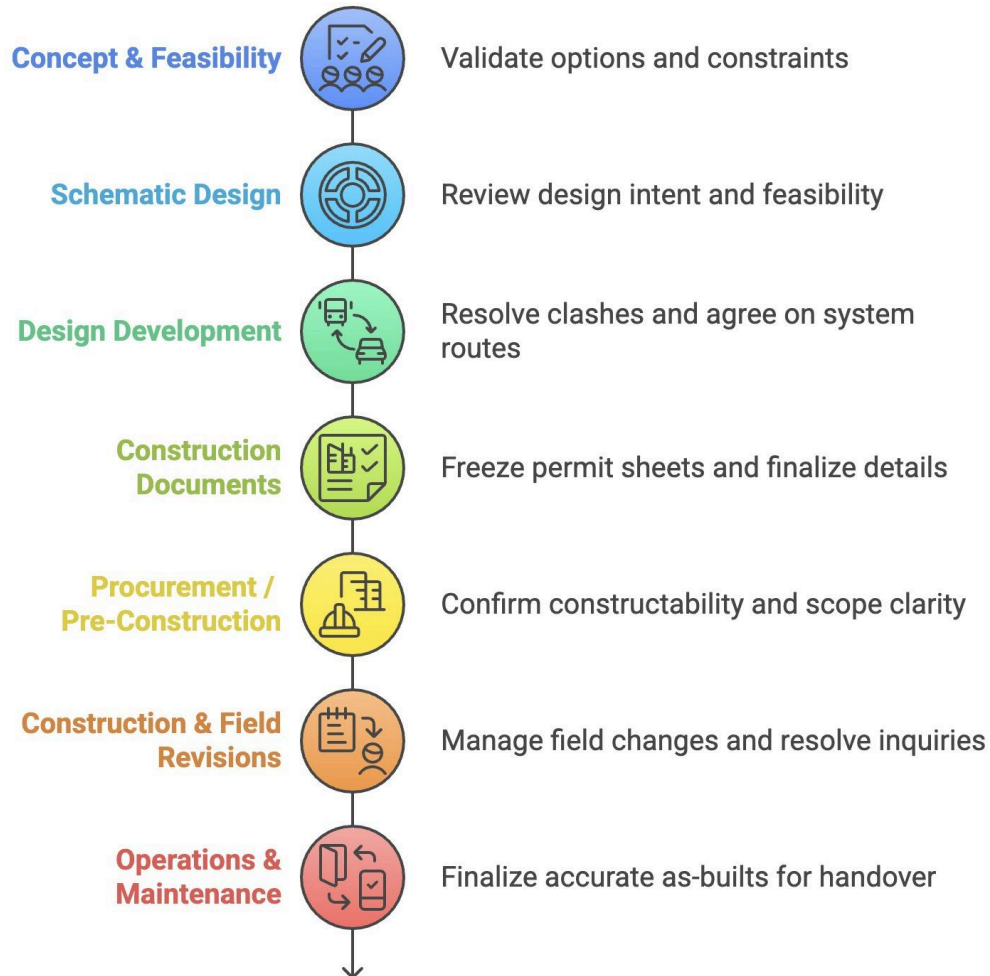 Concept & Feasibility
Validate options and constraints
Schematic Design
Review design intent and feasibility
Design Development
Resolve clashes and agree on system
routes
Construction
Documents
Freeze permit sheets and finalize details
Procurement /
Pre-Construction
Confirm constructability and scope clarity
Construction & Field
Revisions
Manage field changes and resolve inquiries
Operations &
Maintenance
Finalize accurate as-builts for handover